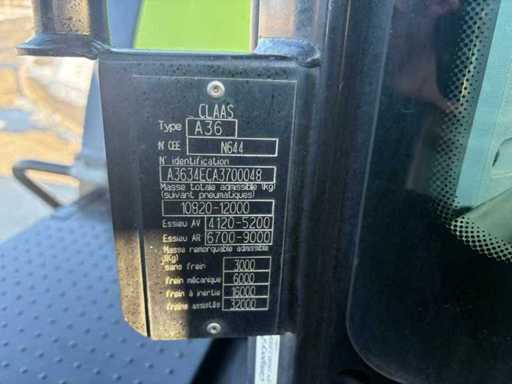 CLAAS
Type A36
N° CEE N644
N° identification
A3634ECA3700048
Masse totale admissible (kg)
(suivant pneumatiques)
10820-12000
Essieu AV 4120-5200
Essieu AR 6700-9000
Masse remorquable admissible
(Kg)
sans frein 3000
frein mécanique 6000
frein à inertie 16000
freins assistés 32000